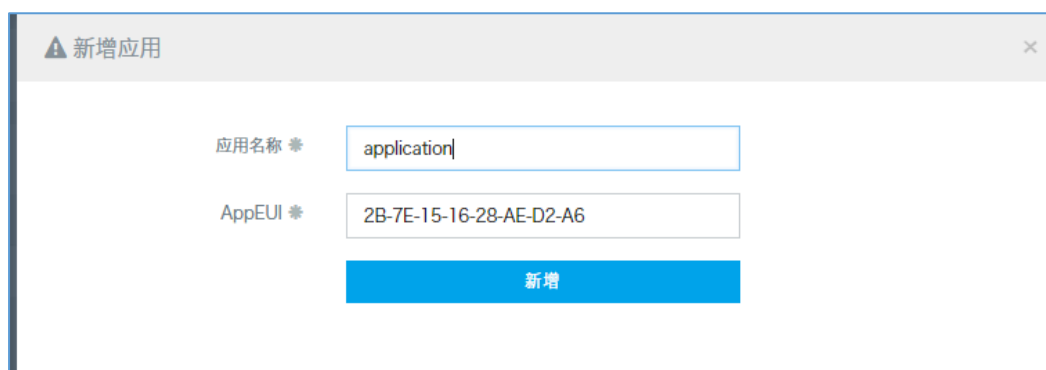 新增应用 ×
应用名称 * application
AppEUI * 2B-7E-15-16-28-AE-D2-A6
新增